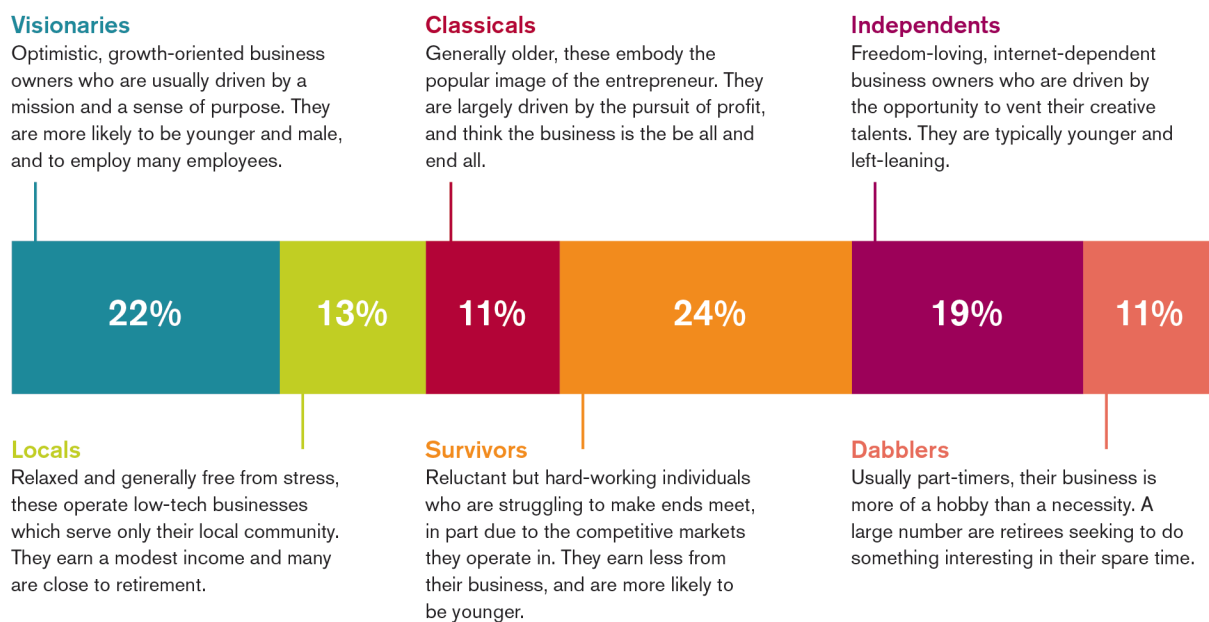 Visionaries
Optimistic, growth-oriented business
owners who are usually driven by a
mission and a sense of purpose. They
are more likely to be younger and male,
and to employ many employees.
Classicals
Generally older, these embody the
popular image of the entrepreneur. They
are largely driven by the pursuit of profit,
and think the business is the be all and
end all.
Independents
Freedom-loving, internet-dependent
business owners who are driven by
the opportunity to vent their creative
talents. They are typically younger and
left-leaning.
22%
13%
11%
24%
19%
11%
Locals
Relaxed and generally free from stress,
these operate low-tech businesses
which serve only their local community.
They earn a modest income and many
are close to retirement.
Survivors
Reluctant but hard-working individuals
who are struggling to make ends meet,
in part due to the competitive markets
they operate in. They earn less from
their business, and are more likely to
be younger.
Dabblers
Usually part-timers, their business is
more of a hobby than a necessity. A
large number are retirees seeking to do
something interesting in their spare time.